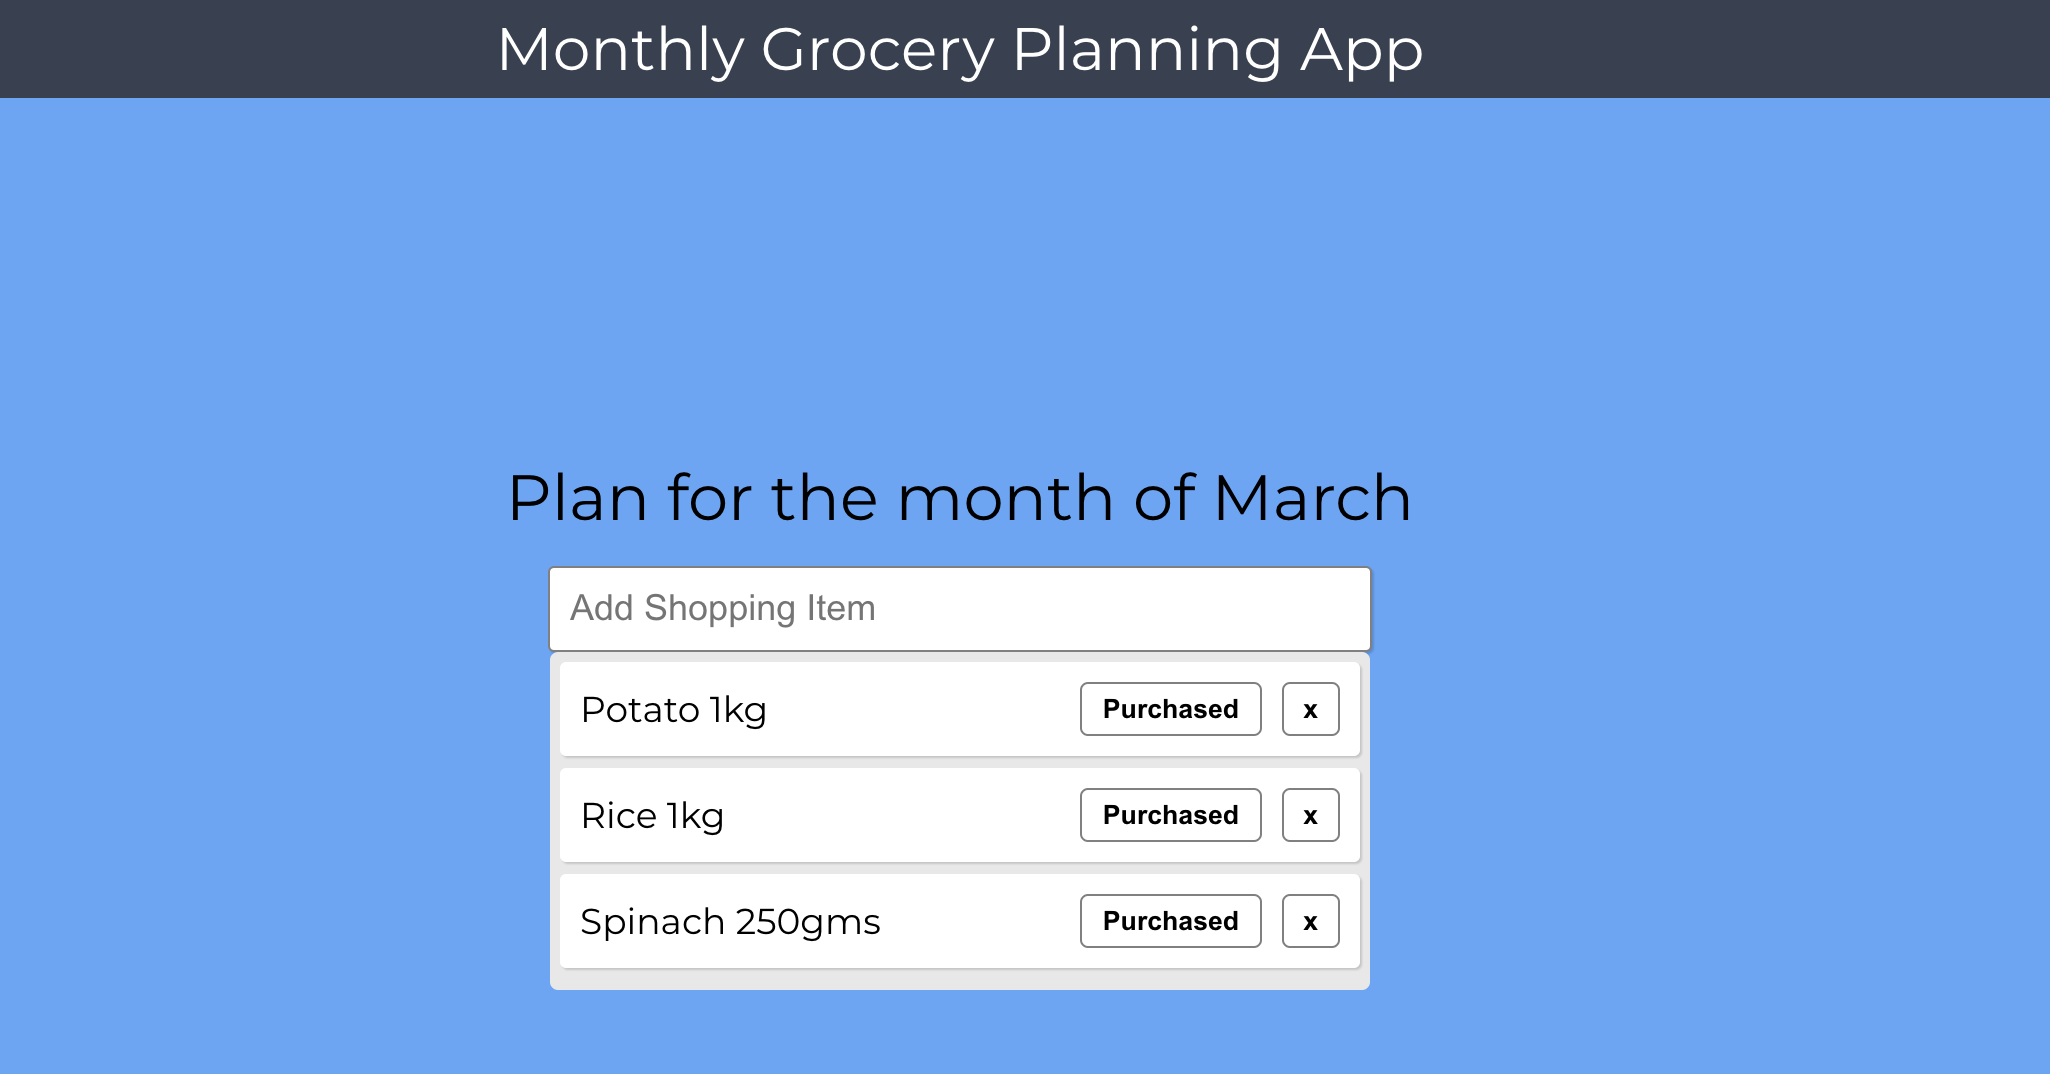 Monthly Grocery Planning App
Plan for the month of March
Add Shopping Item
Potato 1kg Purchased x
Rice 1kg Purchased x
Spinach 250gms Purchased x